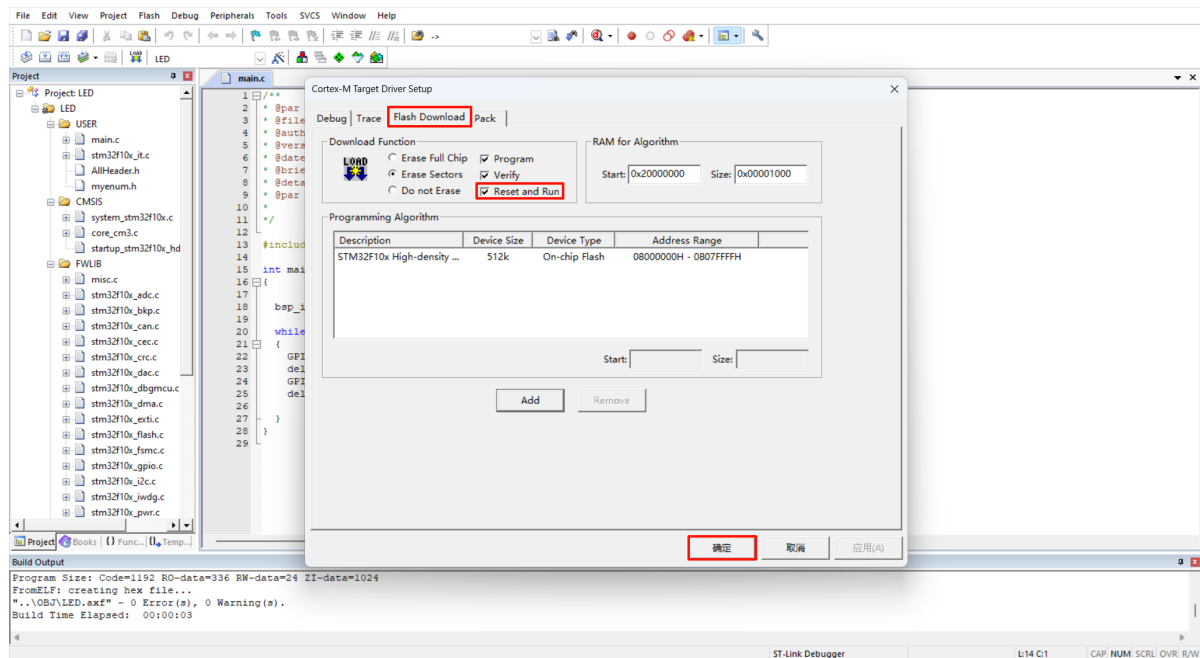 File Edit View Project Flash Debug Peripherals Tools SVCS Window Help
LED
Project
main.c
Project: LED
LED
USER
main.c
stm32f10x_it.c
AllHeader.h
myenum.h
CMSIS
system_stm32f10x.c
core_cm3.c
startup_stm32f10x_hd
FWLIB
misc.c
stm32f10x_adc.c
stm32f10x_bkp.c
stm32f10x_can.c
stm32f10x_cec.c
stm32f10x_crc.c
stm32f10x_dac.c
stm32f10x_dbgmcu.c
stm32f10x_dma.c
stm32f10x_exti.c
stm32f10x_flash.c
stm32f10x_fsmc.c
stm32f10x_gpio.c
stm32f10x_i2c.c
stm32f10x_iwdg.c
stm32f10x_pwr.c
Project Books {} Func... Temp...
1 /**
2 * @par
3 * @file
4 * @auth
5 * @vers
6 * @date
7 * @brie
8 * @deta
9 * @par
10 *
11 */
12
13 #includ
14
15 int mai
16 {
17
18 bsp_i
19
20 while
21 {
22 GPI
23 del
24 GPI
25 del
26
27 }
28 }
29
Cortex-M Target Driver Setup
Debug Trace Flash Download Pack
Download Function
LOAD
Erase Full Chip Program
Erase Sectors Verify
Do not Erase Reset and Run
RAM for Algorithm
Start: 0x20000000 Size: 0x00001000
Programming Algorithm
Description Device Size Device Type Address Range
STM32F10x High-density ... 512k On-chip Flash 08000000H - 0807FFFFH
Start: Size:
Add Remove
确定 取消 应用(A)
Build Output
Program Size: Code=1192 RO-data=336 RW-data=24 ZI-data=1024
FromELF: creating hex file...
"..\OBJ\LED.axf" - 0 Error(s), 0 Warning(s).
Build Time Elapsed: 00:00:03
ST-Link Debugger L:14 C:1 CAP NUM SCRL OVR R/W